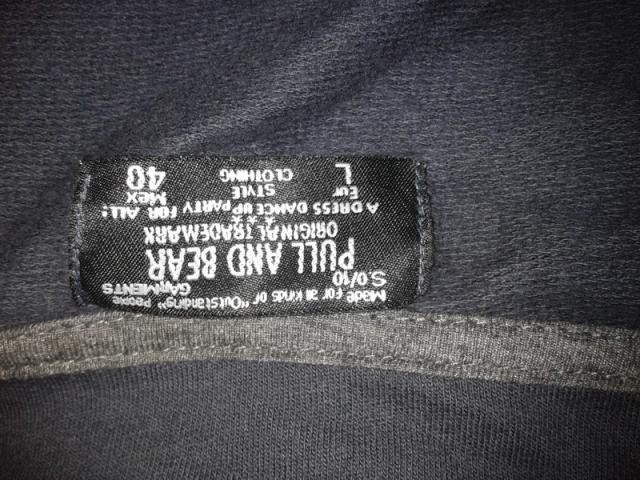 Made for all kinds of "Outstanding" People
S.0/10 GARMENTS
PULL AND BEAR
ORIGINAL TRADEMARK
A DRESS DANCE UP PARTY FOR ALL!
Eur STYLE Mex
L CLOTHING 40